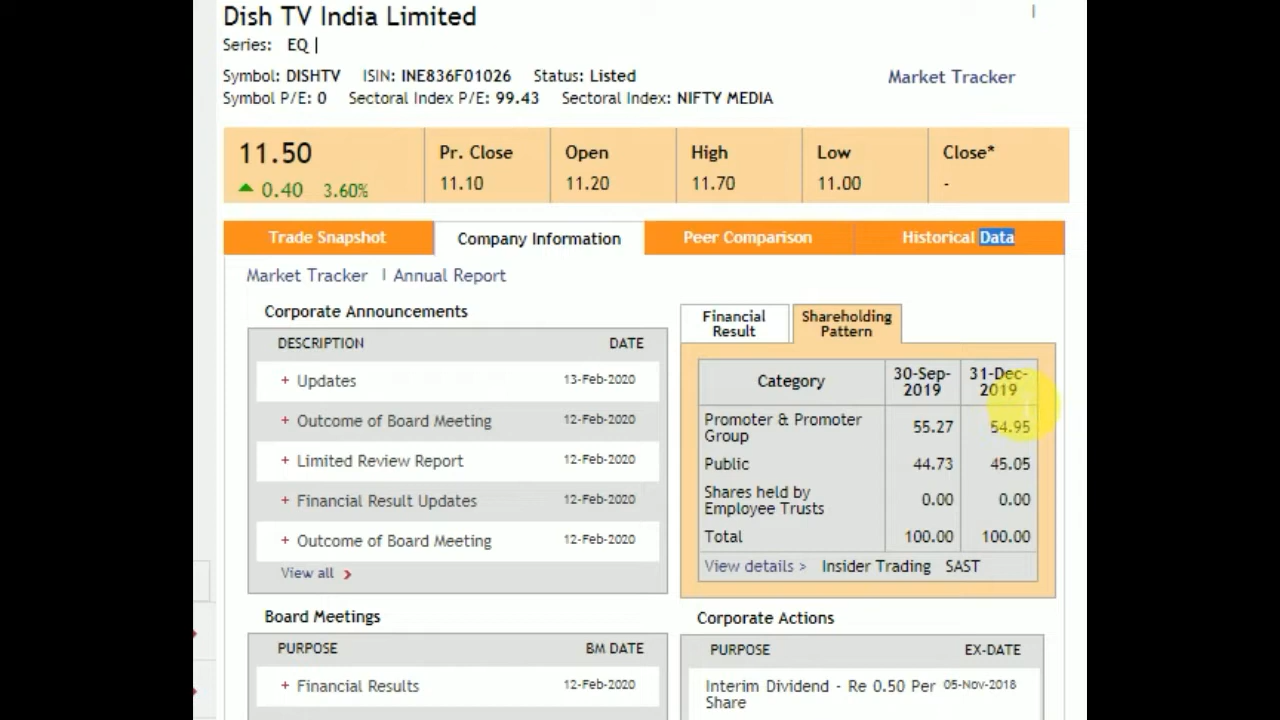 Dish TV India Limited
Series: EQ |
Symbol: DISHTV ISIN: INE836F01026 Status: Listed
Market Tracker
Symbol P/E: 0 Sectoral Index P/E: 99.43 Sectoral Index: NIFTY MEDIA
11.50 Pr. Close Open High Low Close*
0.40 3.60% 11.10 11.20 11.70 11.00 -
Trade Snapshot Company Information Peer Comparison Historical Data
Market Tracker | Annual Report
Corporate Announcements
DESCRIPTION DATE
+ Updates 13-Feb-2020
+ Outcome of Board Meeting 12-Feb-2020
+ Limited Review Report 12-Feb-2020
+ Financial Result Updates 12-Feb-2020
+ Outcome of Board Meeting 12-Feb-2020
View all >
Financial Result
Shareholding Pattern
Category 30-Sep-2019 31-Dec-2019
Promoter & Promoter Group 55.27 54.95
Public 44.73 45.05
Shares held by Employee Trusts 0.00 0.00
Total 100.00 100.00
View details > Insider Trading SAST
Board Meetings
PURPOSE BM DATE
+ Financial Results 12-Feb-2020
Corporate Actions
PURPOSE EX-DATE
Interim Dividend - Re 0.50 Per Share 05-Nov-2018